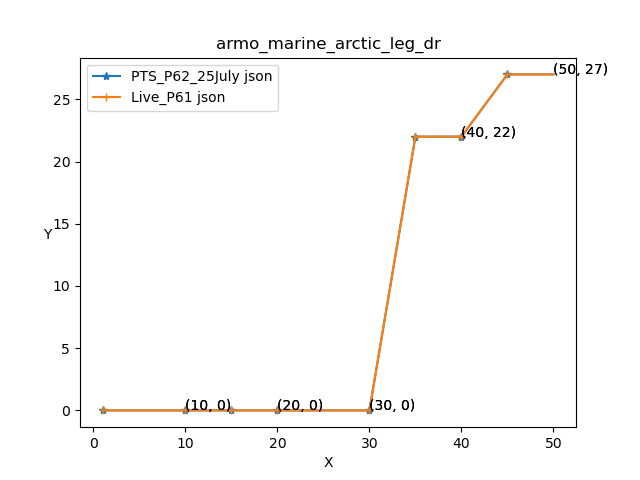 armo_marine_arctic_leg_dr
PTS_P62_25July json
Live_P61 json
(50, 27)
25
(40, 22)
20
15
Y
10
5
0
(10, 0) (20, 0) (30, 0)
0 10 20 30 40 50
X